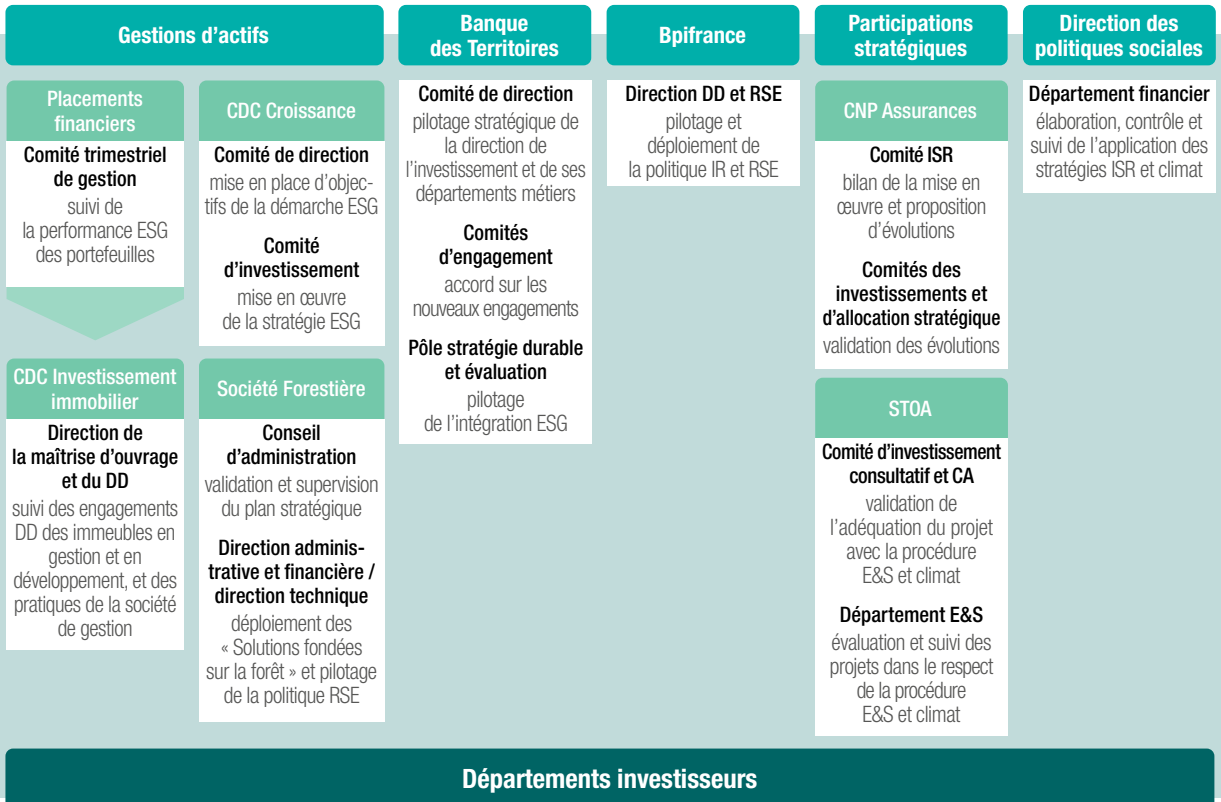 Gestions d'actifs
Placements
financiers
Comité trimestriel
de gestion
suivi de
la performance ESG
des portefeuilles
CDC Investissement
immobilier
Direction de
la maîtrise d'ouvrage
et du DD
suivi des engagements
DD des immeubles en
gestion et en
développement, et des
pratiques de la société
de gestion
CDC Croissance
Comité de direction
mise en place d'objec-
tifs de la démarche ESG
Comité
d'investissement
mise en œuvre
de la stratégie ESG
Société Forestière
Conseil
d'administration
validation et supervision
du plan stratégique
Direction adminis-
trative et financière /
direction technique
déploiement des
« Solutions fondées
sur la forêt » et pilotage
de la politique RSE
Banque
des Territoires
Comité de direction
pilotage stratégique de
la direction de
l'investissement et de ses
départements métiers
Comités
d'engagement
accord sur les
nouveaux engagements
Pôle stratégie durable
et évaluation
pilotage
de l'intégration ESG
Bpifrance
Direction DD et RSE
pilotage et
déploiement de
la politique IR et RSE
Participations
stratégiques
CNP Assurances
Comité ISR
bilan de la mise en
œuvre et proposition
d'évolutions
Comités des
investissements et
d'allocation stratégique
validation des évolutions
STOA
Comité d'investissement
consultatif et CA
validation de
l'adéquation du projet
avec la procédure
E&S et climat
Département E&S
évaluation et suivi des
projets dans le respect
de la procédure
E&S et climat
Direction des
politiques sociales
Département financier
élaboration, contrôle et
suivi de l'application des
stratégies ISR et climat
Départements investisseurs